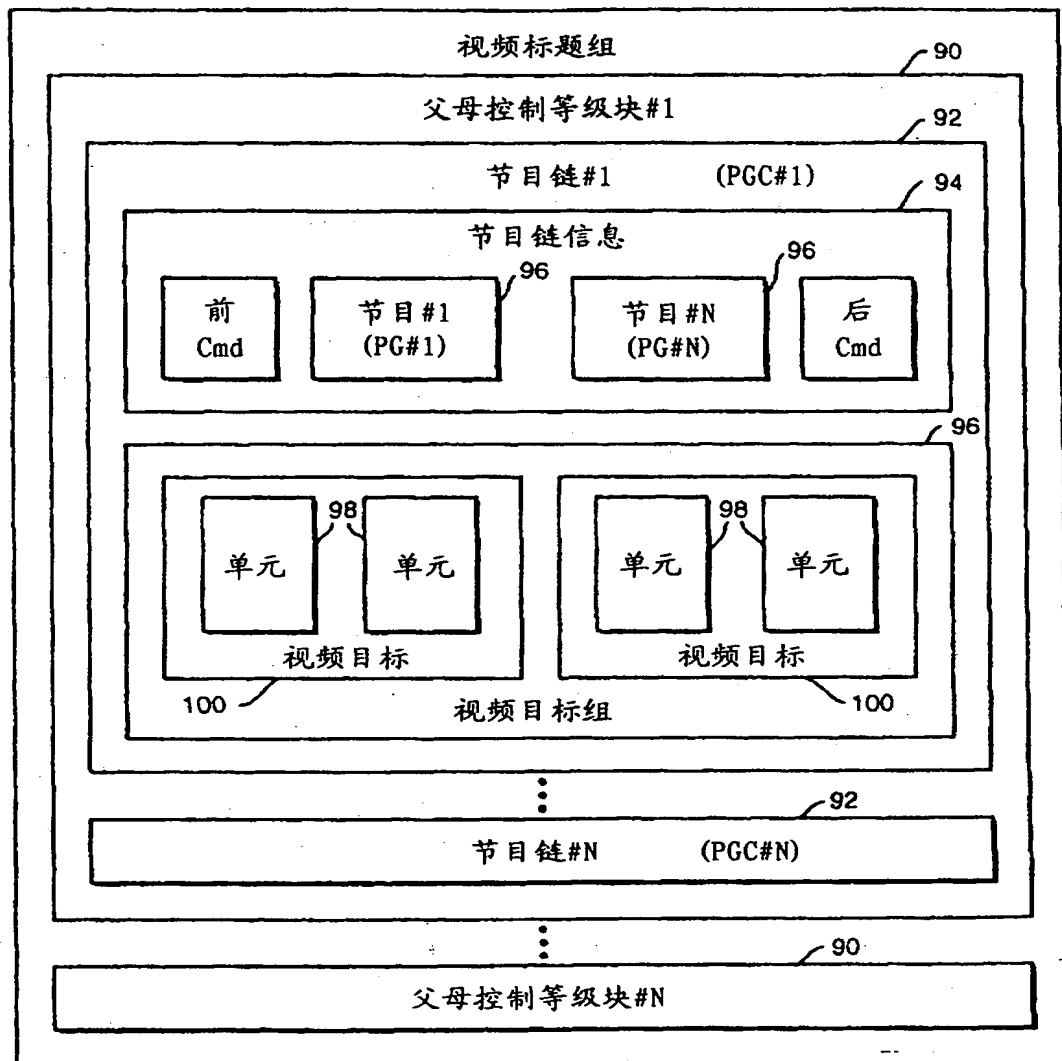 视频标题组
90
父母控制等级块#1
92
节目链#1 (PGC#1)
94
节目链信息
96 96
前 节目#1 节目#N 后
Cmd (PG#1) (PG#N) Cmd
96
98 98
单元 单元 单元 单元
视频目标 视频目标
100 视频目标组 100
92
节目链#N (PGC#N)
90
父母控制等级块#N